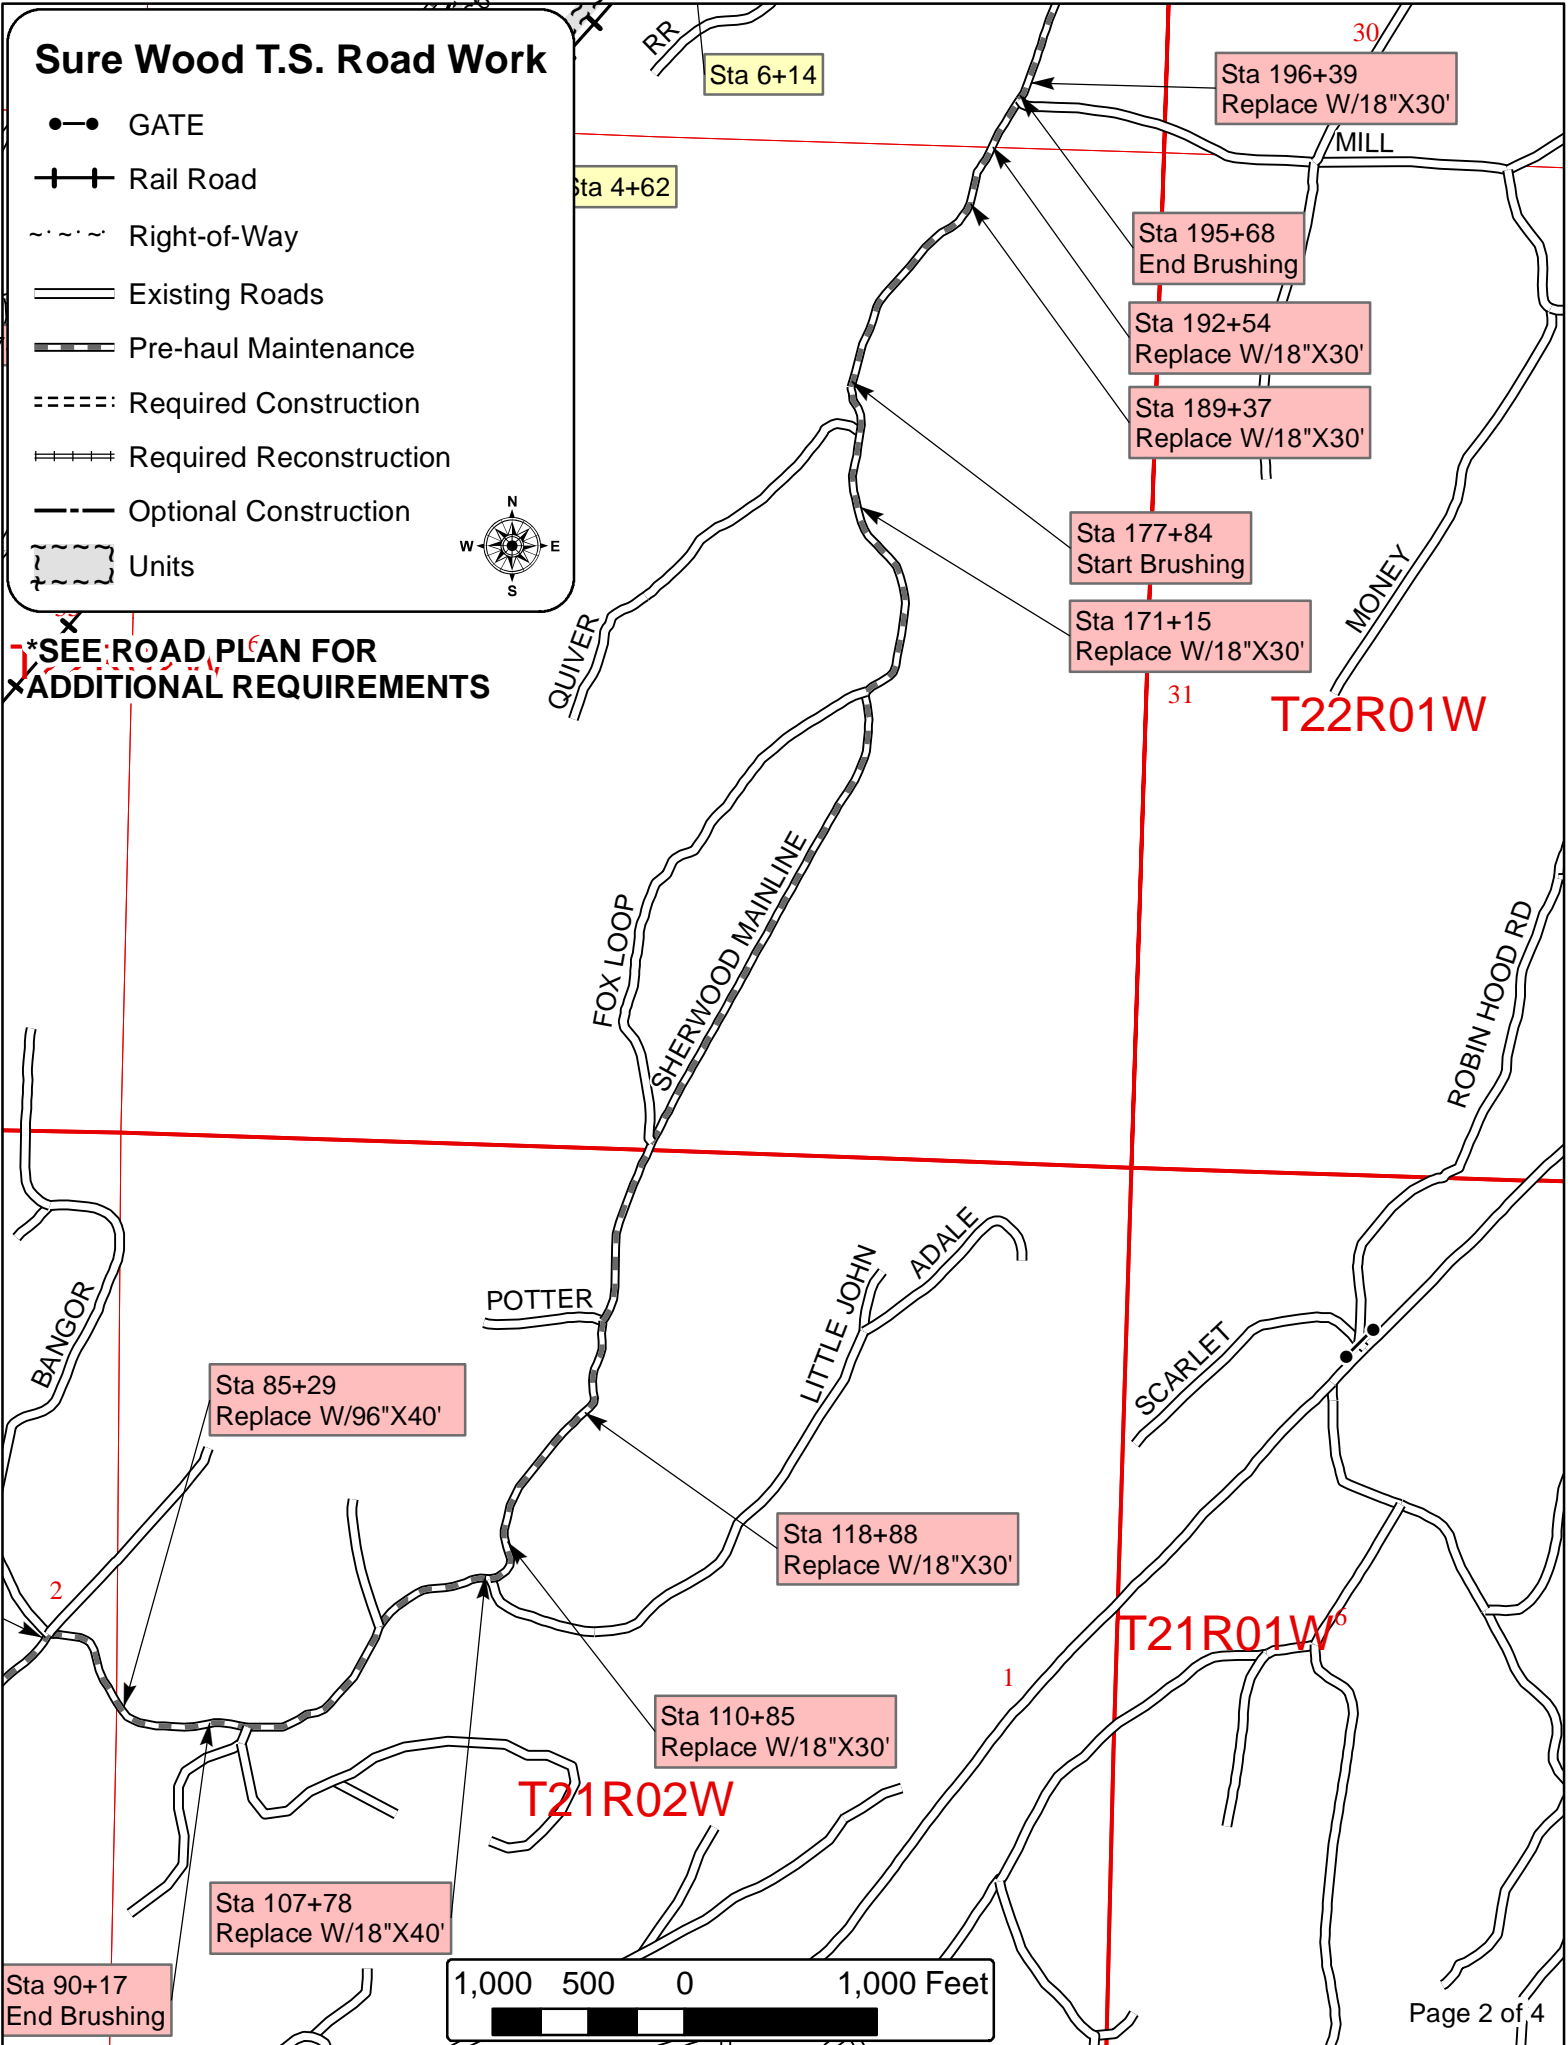 Sure Wood T.S. Road Work
GATE
Rail Road
Right-of-Way
Existing Roads
Pre-haul Maintenance
Required Construction
Required Reconstruction
Optional Construction
Units
N
W
E
S
*SEE ROAD PLAN FOR
ADDITIONAL REQUIREMENTS
6
RR
Sta 6+14
Sta 4+62
30
Sta 196+39
Replace W/18"X30'
MILL
Sta 195+68
End Brushing
Sta 192+54
Replace W/18"X30'
Sta 189+37
Replace W/18"X30'
Sta 177+84
Start Brushing
Sta 171+15
Replace W/18"X30'
MONEY
31
T22R01W
QUIVER
FOX LOOP
SHERWOOD MAINLINE
ROBIN HOOD RD
BANGOR
POTTER
LITTLE JOHN
ADALE
SCARLET
Sta 85+29
Replace W/96"X40'
Sta 118+88
Replace W/18"X30'
2
T21R01W
6
1
Sta 110+85
Replace W/18"X30'
T21R02W
Sta 107+78
Replace W/18"X40'
Sta 90+17
End Brushing
1,000 500 0 1,000 Feet
Page 2 of 4